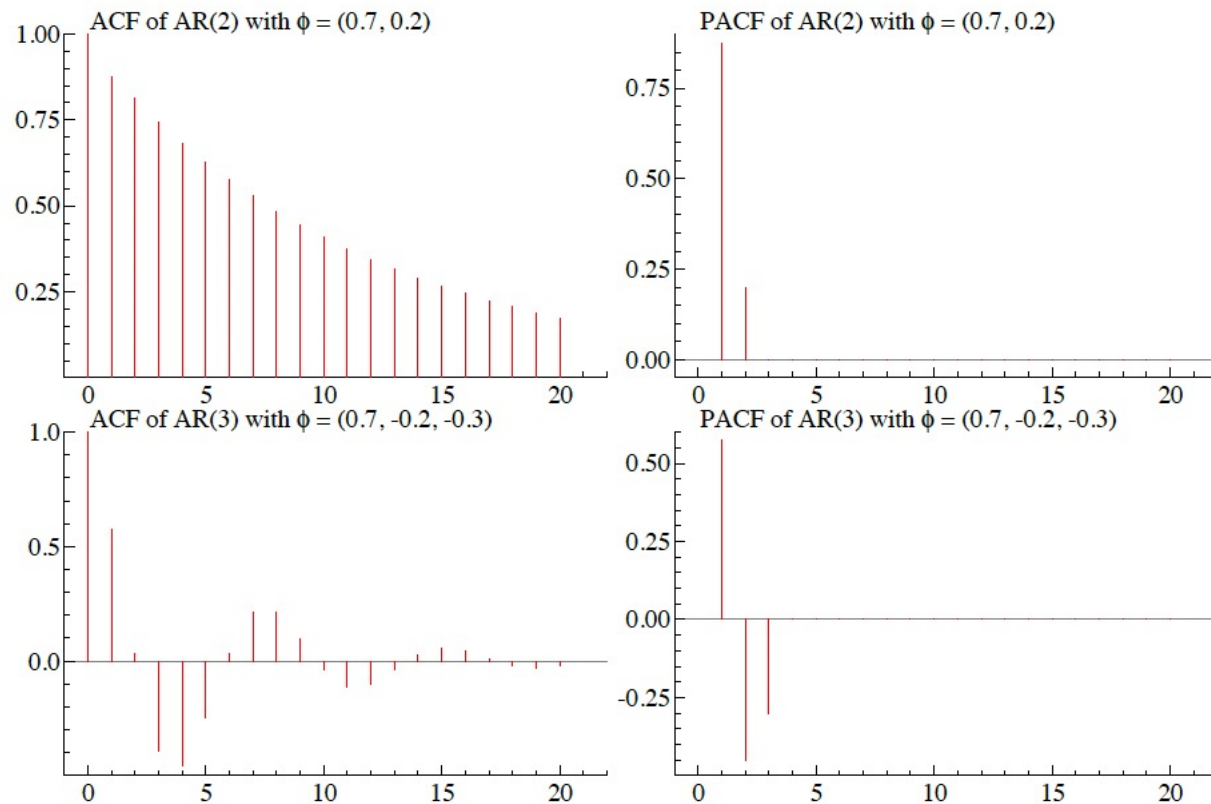 ACF of AR(2) with ϕ = (0.7, 0.2)
1.00
0.75
0.50
0.25
0 5 10 15 20
PACF of AR(2) with ϕ = (0.7, 0.2)
0.75
0.50
0.25
0.00
0 5 10 15 20
ACF of AR(3) with ϕ = (0.7, -0.2, -0.3)
1.0
0.5
0.0
0 5 10 15 20
PACF of AR(3) with ϕ = (0.7, -0.2, -0.3)
0.50
0.25
0.00
-0.25
0 5 10 15 20